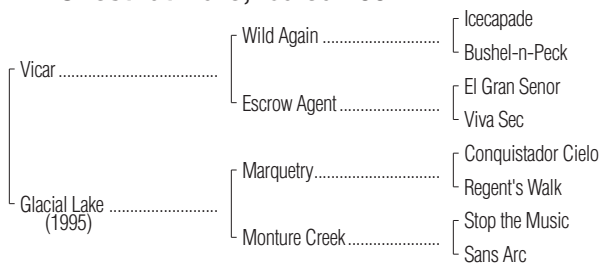 Icecapade
Wild Again
Bushel-n-Peck
Vicar
El Gran Senor
Escrow Agent
Viva Sec
Conquistador Cielo
Marquetry
Regent's Walk
Glacial Lake
(1995)
Stop the Music
Monture Creek
Sans Arc